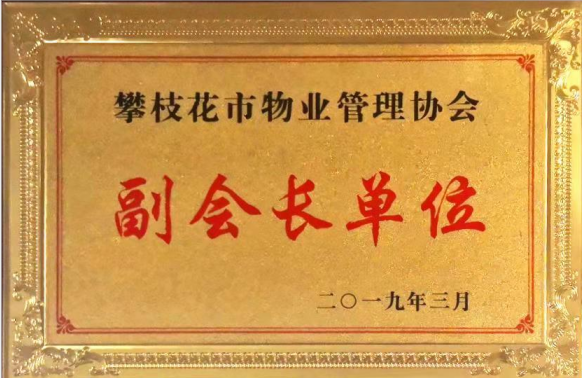 攀枝花市物业管理协会
副会长单位
二〇一九年三月